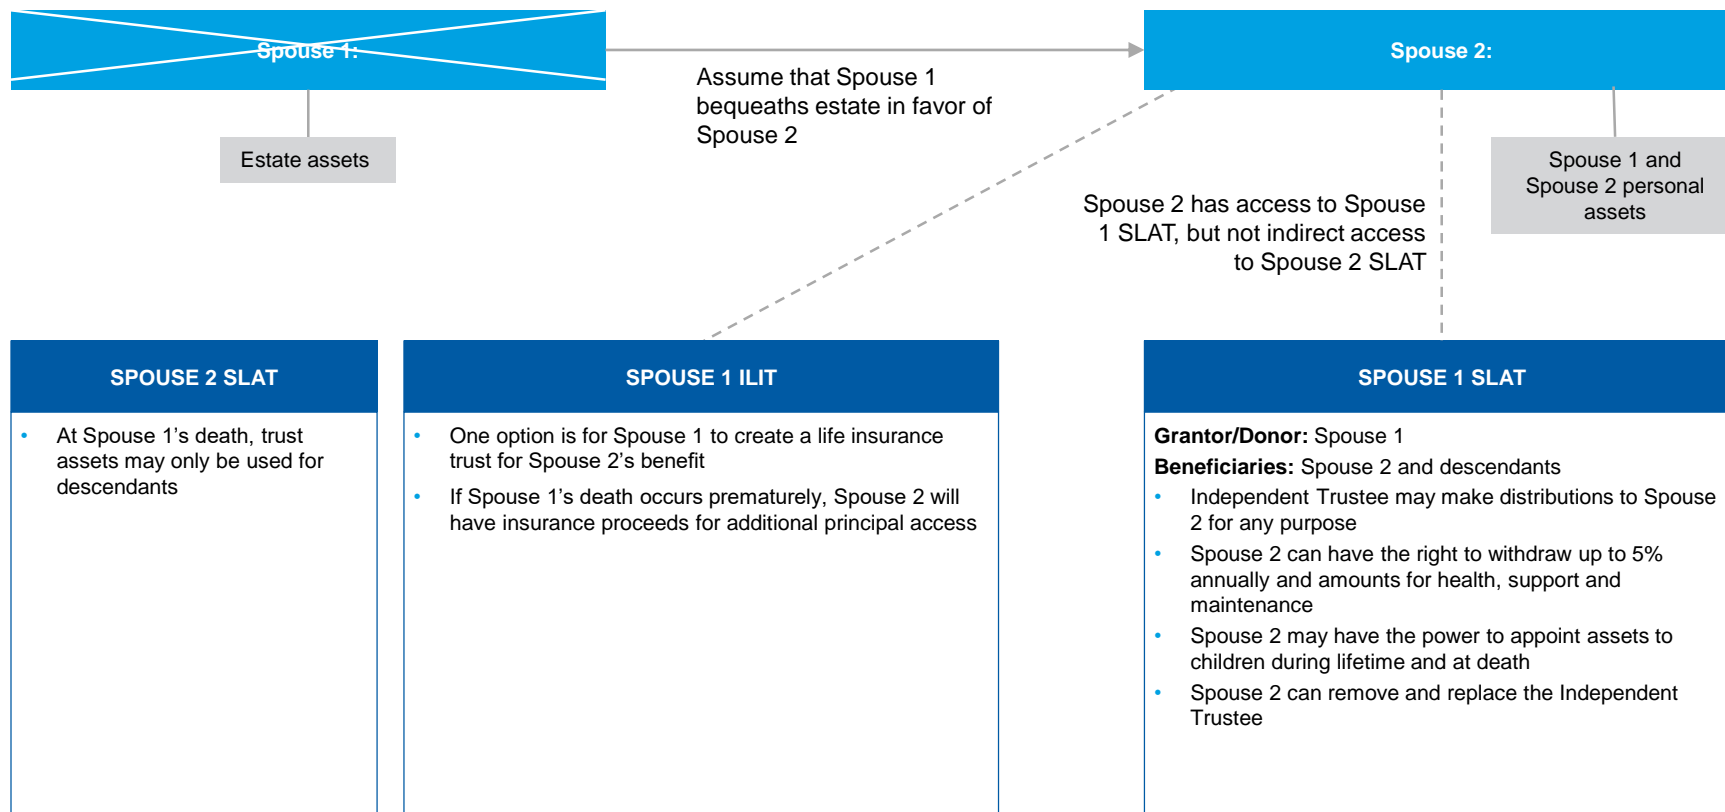 Spouse 1:
Spouse 2:
Assume that Spouse 1
bequeaths estate in favor of
Spouse 2
Estate assets
Spouse 1 and
Spouse 2 personal
assets
Spouse 2 has access to Spouse
1 SLAT, but not indirect access
to Spouse 2 SLAT
SPOUSE 2 SLAT
• At Spouse 1’s death, trust
assets may only be used for
descendants
SPOUSE 1 ILIT
• One option is for Spouse 1 to create a life insurance
trust for Spouse 2’s benefit
• If Spouse 1’s death occurs prematurely, Spouse 2 will
have insurance proceeds for additional principal access
SPOUSE 1 SLAT
Grantor/Donor: Spouse 1
Beneficiaries: Spouse 2 and descendants
• Independent Trustee may make distributions to Spouse
2 for any purpose
• Spouse 2 can have the right to withdraw up to 5%
annually and amounts for health, support and
maintenance
• Spouse 2 may have the power to appoint assets to
children during lifetime and at death
• Spouse 2 can remove and replace the Independent
Trustee